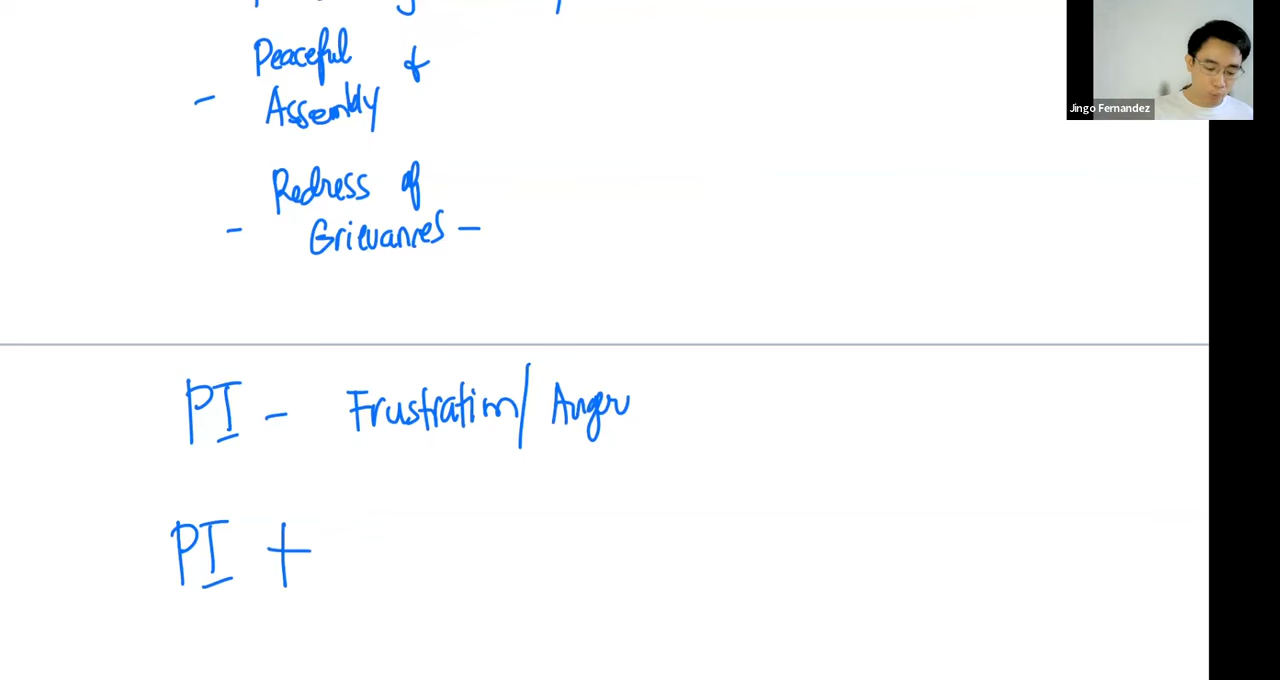 Peaceful &
- Assembly
Redress of
- Grievances -
PI - Frustration/Anger
PI +
Jingo Fernandez